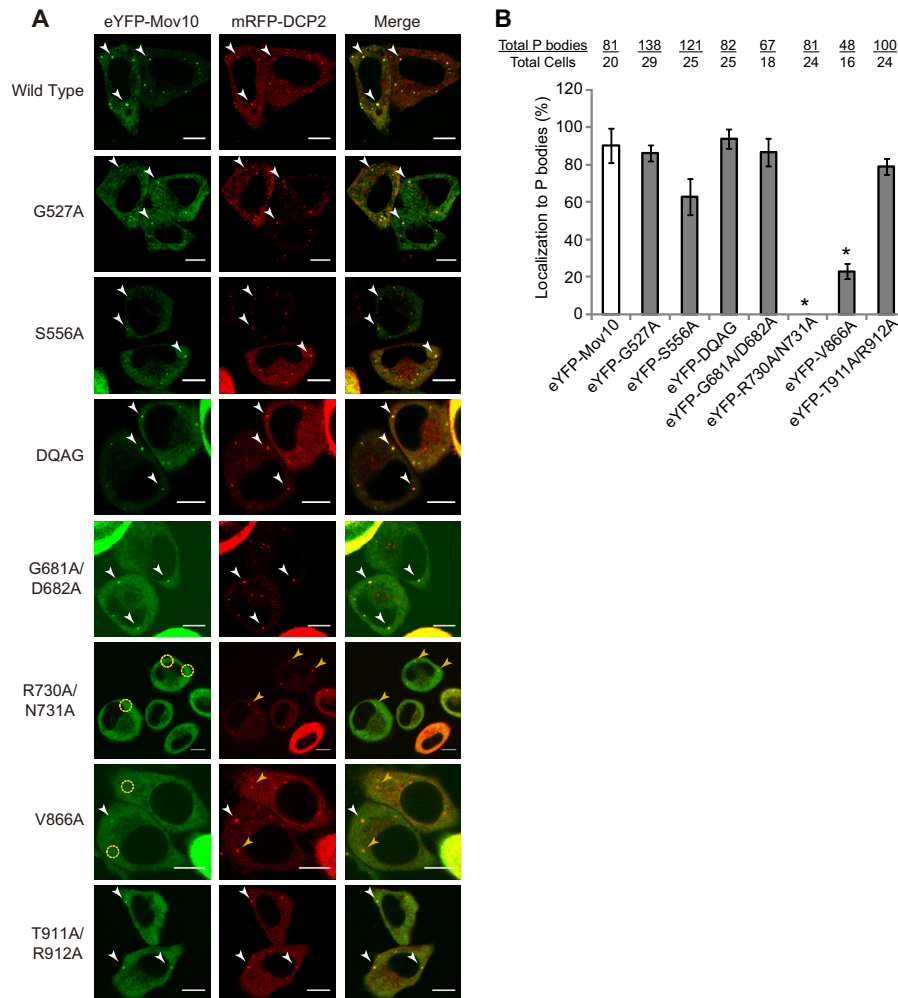 A
eYFP-Mov10 mRFP-DCP2 Merge
Wild Type
G527A
S556A
DQAG
G681A/
D682A
R730A/
N731A
V866A
T911A/
R912A
B
Total P bodies 81 138 121 82 67 81 48 100
Total Cells 20 29 25 25 18 24 16 24
Localization to P bodies (%)
120
100
80
60
40
20
0
* *
eYFP-Mov10
eYFP-G527A
eYFP-S556A
eYFP-DQAG
eYFP-G681A/D682A
eYFP-R730A/N731A
eYFP-V866A
eYFP-T911A/R912A